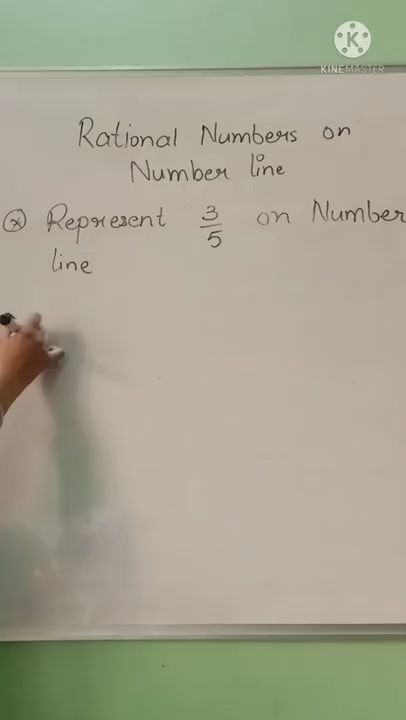 KINEMASTER
Rational Numbers on
Number line
Represent 3/5 on Number
line